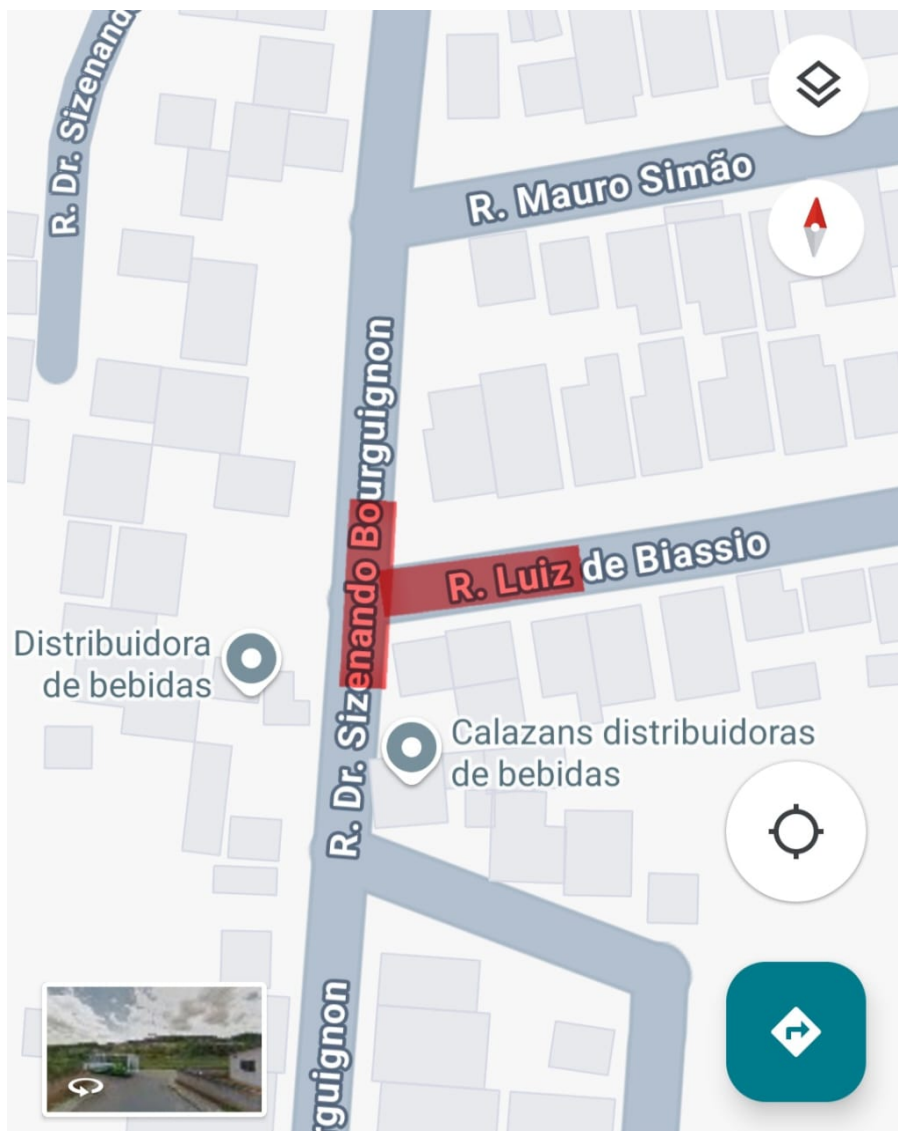 R. Dr. Sizenand
R. Mauro Simão
R. Dr. Sizenando Bourguignon
R. Luiz de Biassio
Distribuidora
de bebidas
Calazans distribuidoras
de bebidas
rguignon